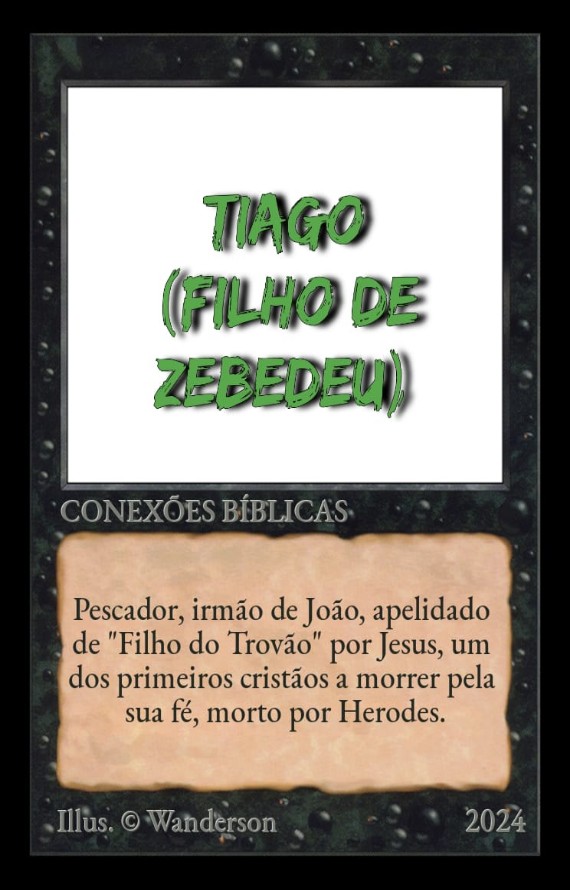 TIAGO
(FILHO DE
ZEBEDEU)
CONEXÕES BÍBLICAS
Pescador, irmão de João, apelidado
de "Filho do Trovão" por Jesus, um
dos primeiros cristãos a morrer pela
sua fé, morto por Herodes.
Illus. © Wanderson
2024